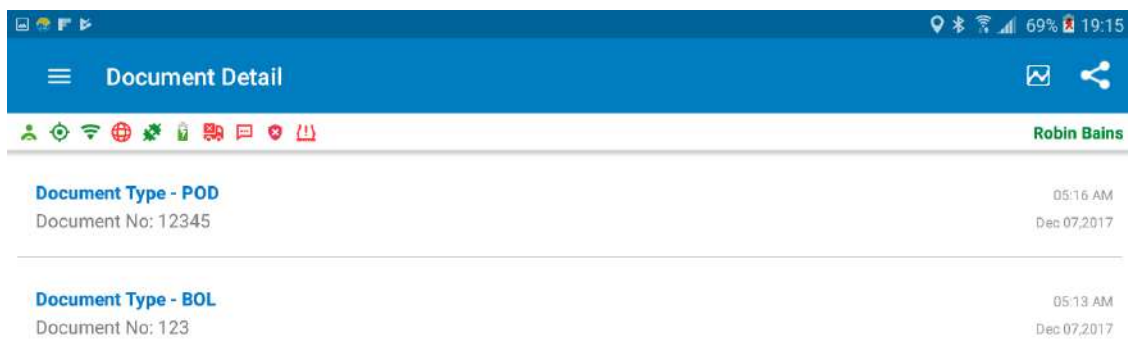 69% 19:15
Document Detail
Robin Bains
Document Type - POD
05:16 AM
Document No: 12345
Dec 07,2017
Document Type - BOL
05:13 AM
Document No: 123
Dec 07,2017